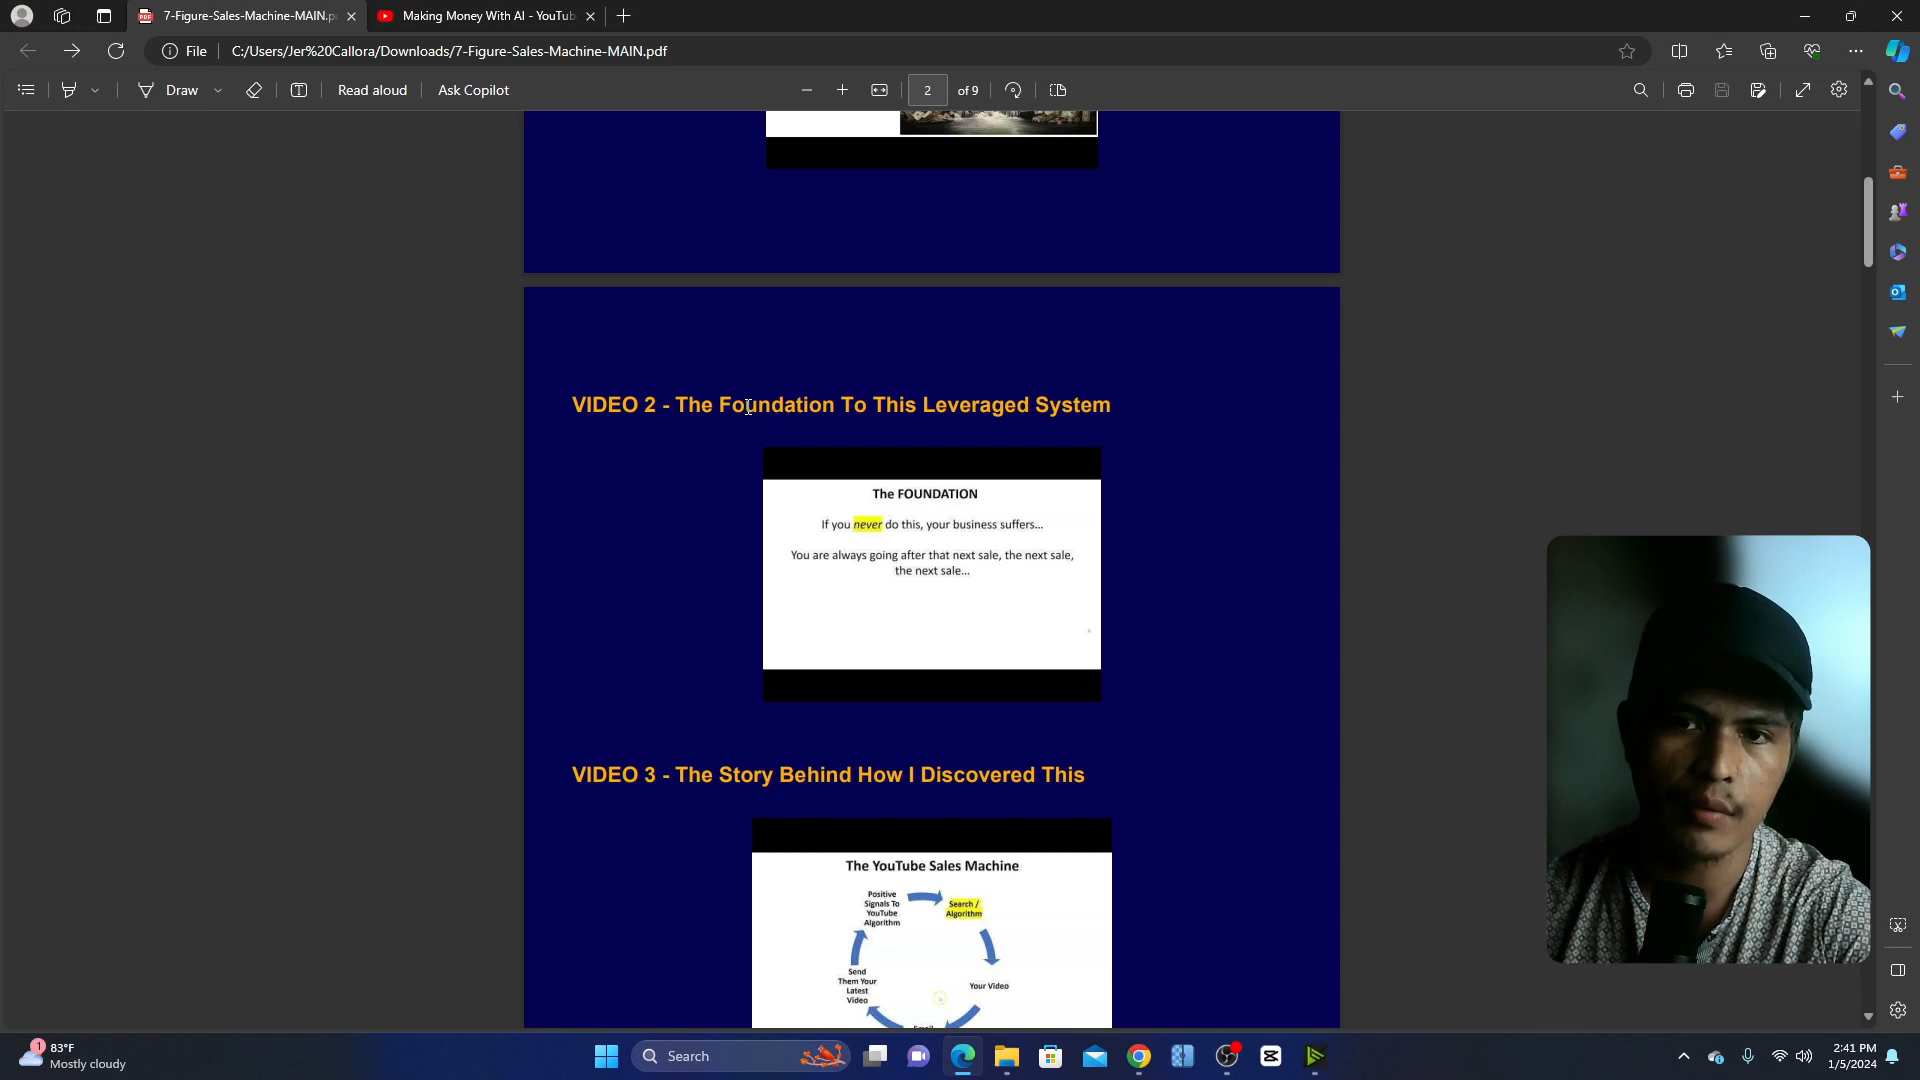 7-Figure-Sales-Machine-MAIN.p
Making Money With AI - YouTub
File
C:/Users/Jer%20Callora/Downloads/7-Figure-Sales-Machine-MAIN.pdf
Draw
Read aloud
Ask Copilot
2
of 9
VIDEO 2 - The Foundation To This Leveraged System
The FOUNDATION
If you never do this, your business suffers...
You are always going after that next sale, the next sale,
the next sale...
VIDEO 3 - The Story Behind How I Discovered This
The YouTube Sales Machine
Positive
Signals To
YouTube
Algorithm
Search /
Algorithm
Send
Them Your
Latest
Video
Your Video
Email
1
83°F
Mostly cloudy
Search
2:41 PM
1/5/2024